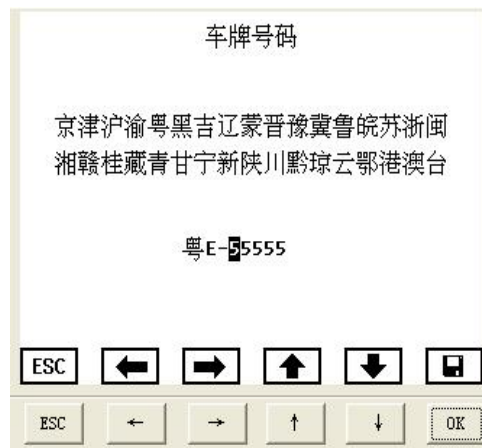 车牌号码
京津沪渝粤黑吉辽蒙晋豫冀鲁皖苏浙闽
湘赣桂藏青甘宁新陕川黔琼云鄂港澳台
粤E-55555
ESC
ESC ← → ↑ ↓ OK